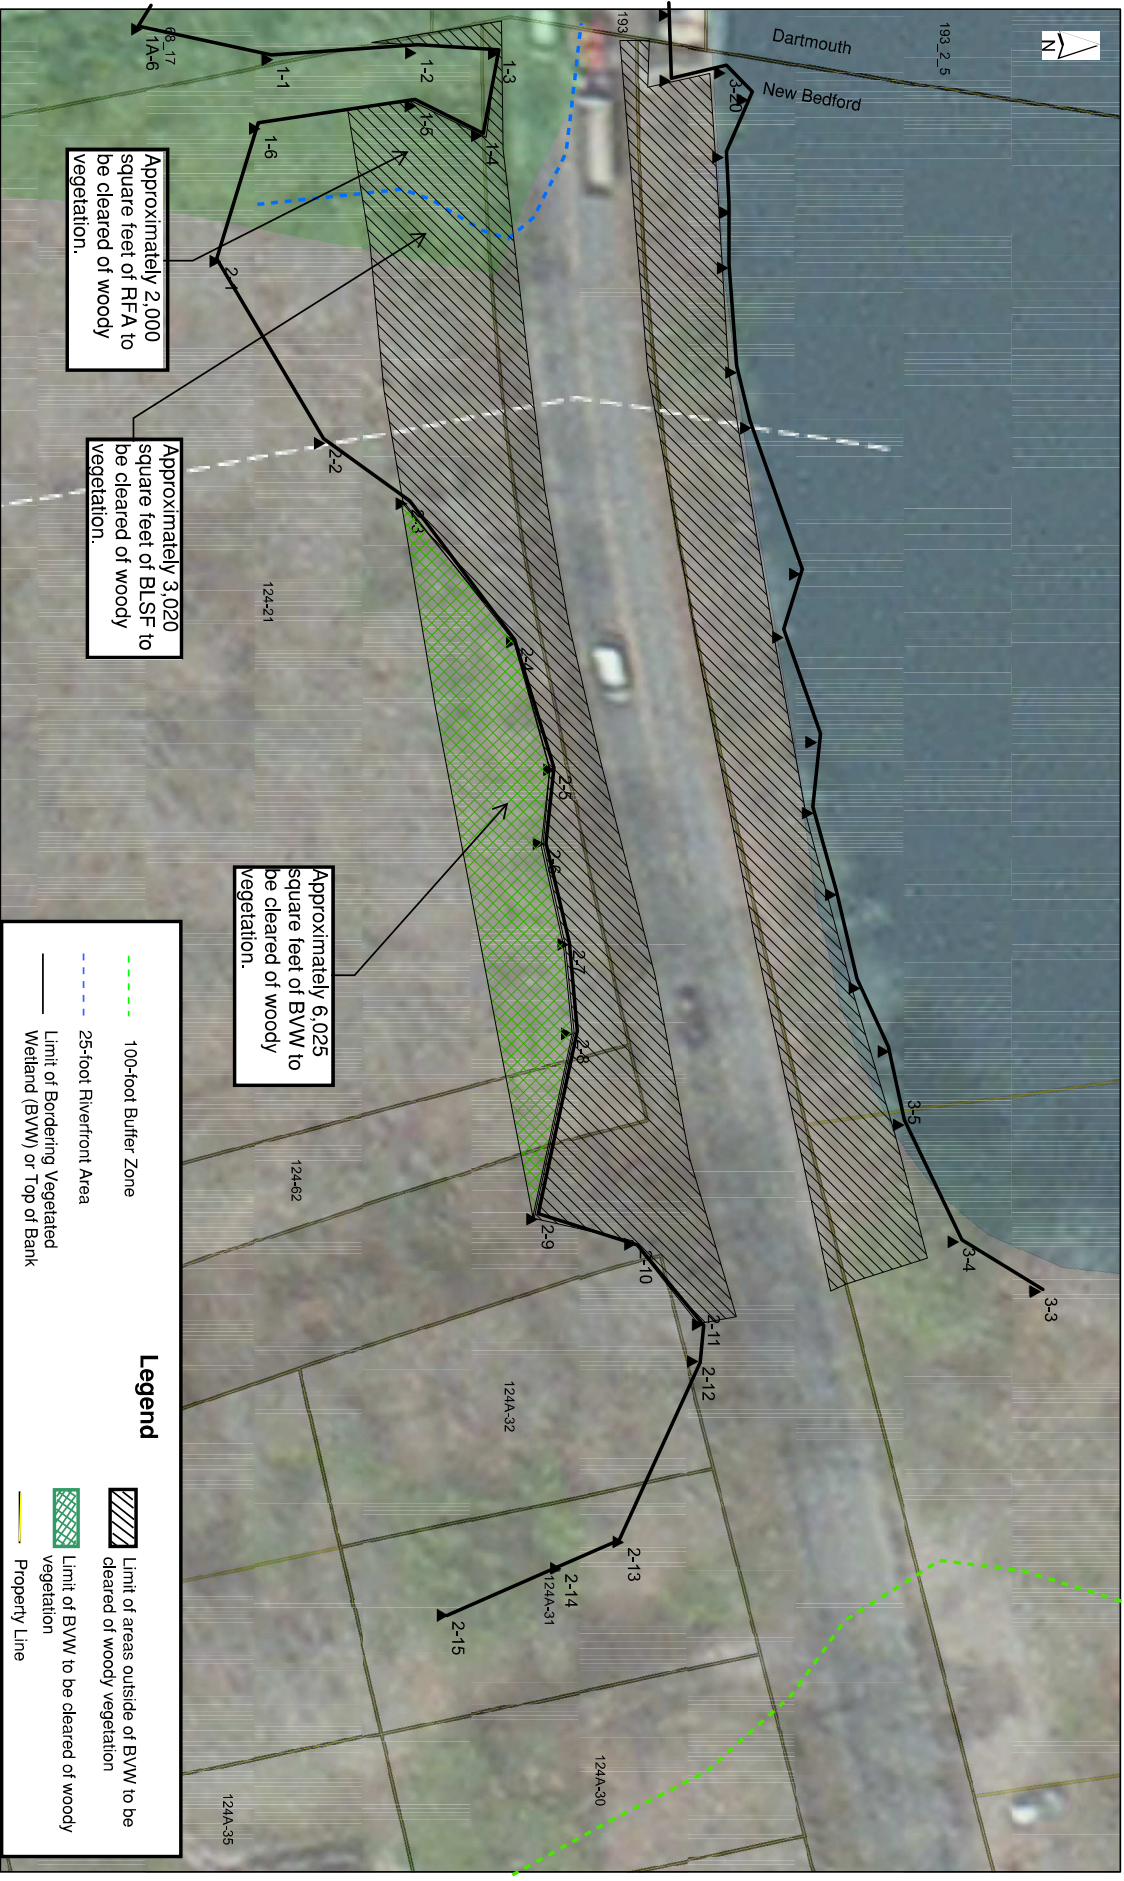 N
193_2_5
Dartmouth
New Bedford
193
68_17
1A-6
1-1
1-2
1-3
1-4
1-5
1-6
2-1
2-2
2-3
2-4
2-5
2-6
2-7
2-8
2-9
2-10
2-11
2-12
2-13
2-14
2-15
3-20
3-5
3-4
3-3
124-21
124-62
124A-32
124A-31
124A-30
124A-35
Approximately 2,000
square feet of RFA to
be cleared of woody
vegetation.
Approximately 3,020
square feet of BLSF to
be cleared of woody
vegetation.
Approximately 6,025
square feet of BVW to
be cleared of woody
vegetation.
Legend
100-foot Buffer Zone
25-foot Riverfront Area
Limit of Bordering Vegetated
Wetland (BVW) or Top of Bank
Limit of areas outside of BVW to be
cleared of woody vegetation
Limit of BVW to be cleared of woody
vegetation
Property Line